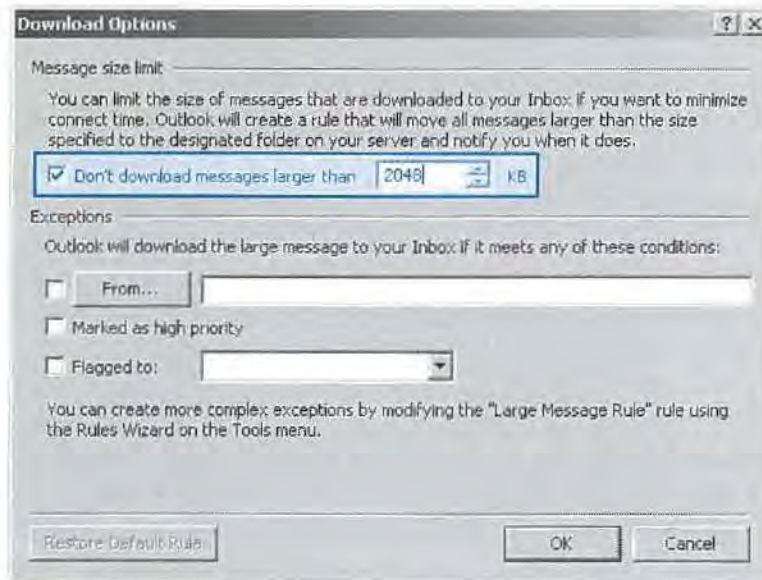 Download Options
Message size limit
You can limit the size of messages that are downloaded to your Inbox if you want to minimize
connect time. Outlook will create a rule that will move all messages larger than the size
specified to the designated folder on your server and notify you when it does.
Don't download messages larger than 2048 KB
Exceptions
Outlook will download the large message to your Inbox if it meets any of these conditions:
From...
Marked as high priority
Flagged to:
You can create more complex exceptions by modifying the "Large Message Rule" rule using
the Rules Wizard on the Tools menu.
Restore Default Rule OK Cancel